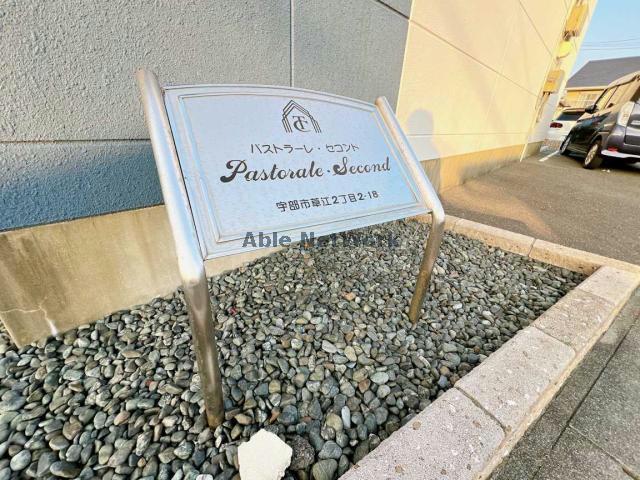 TC
パストラーレ・セコンド
Pastorale・Second
宇部市草江2丁目2-18
Able Network